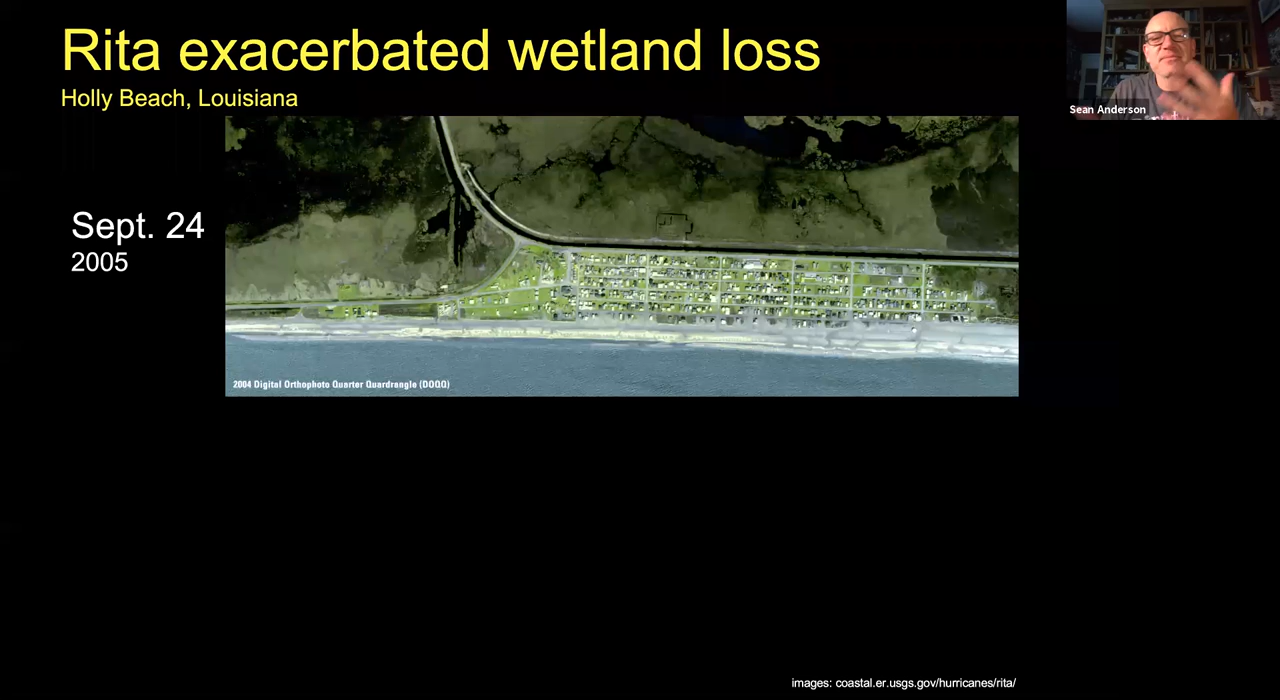 Rita exacerbated wetland loss
Holly Beach, Louisiana
Sean Anderson
Sept. 24
2005
2004 Digital Orthophoto Quarter Quardrangle (DOQQ)
images: coastal.er.usgs.gov/hurricanes/rita/